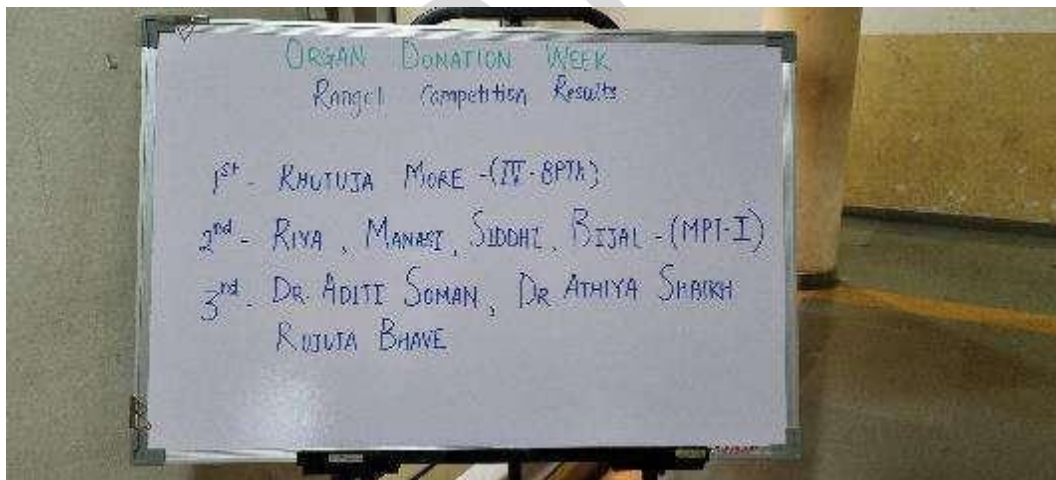 ORGAN DONATION WEEK
Rangoli Competition Results
1st - RHUTUJA MORE -(IV-BPTh)
2nd - RIYA, MANASI, SIDDHI, BIJAL -(MPT-I)
3rd - DR. ADITI SOMAN, DR ATHIYA SHAIKH
RUJUTA BHAVE